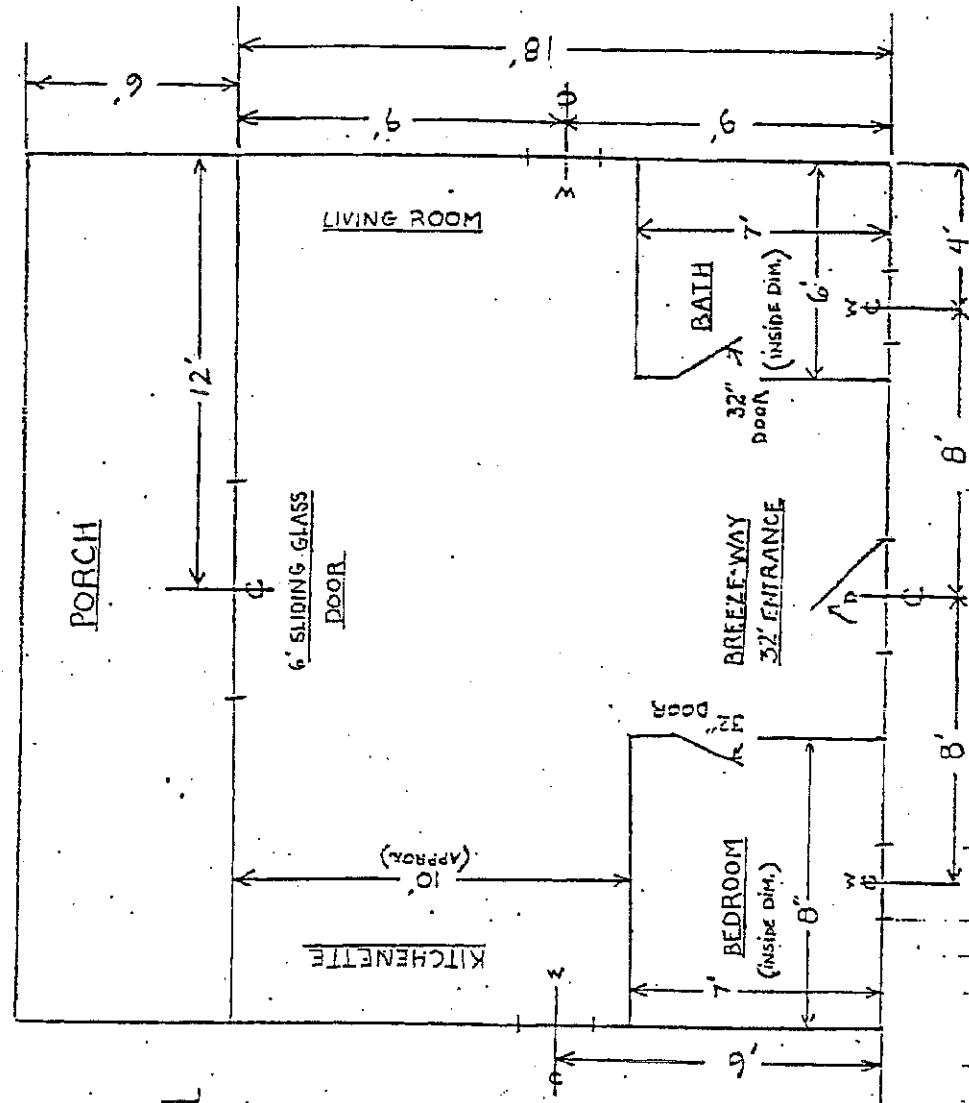 6'
18'
9'
9'
PORCH
12'
6' SLIDING GLASS
DOOR
LIVING ROOM
W
KITCHENETTE
10'
(APPROX)
W
BATH
(INSIDE DIM.)
7'
6'
32"
DOOR
BREEZE-WAY
32' ENTRANCE
D
32"
DOOR
BEDROOM
(INSIDE DIM.)
7'
8"
9'
W
W
8'
8'
4'